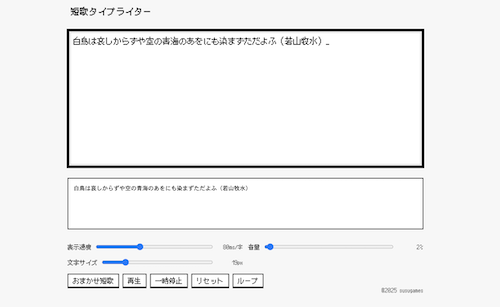 短歌タイプライター
白鳥は哀しからずや空の青海のあをにも染まずただよふ（若山牧水）_
白鳥は哀しからずや空の青海のあをにも染まずただよふ（若山牧水）
表示速度 80ms/字 音量 2%
文字サイズ 19px
おまかせ短歌 再生 一時停止 リセット ループ
©2025 suzugames